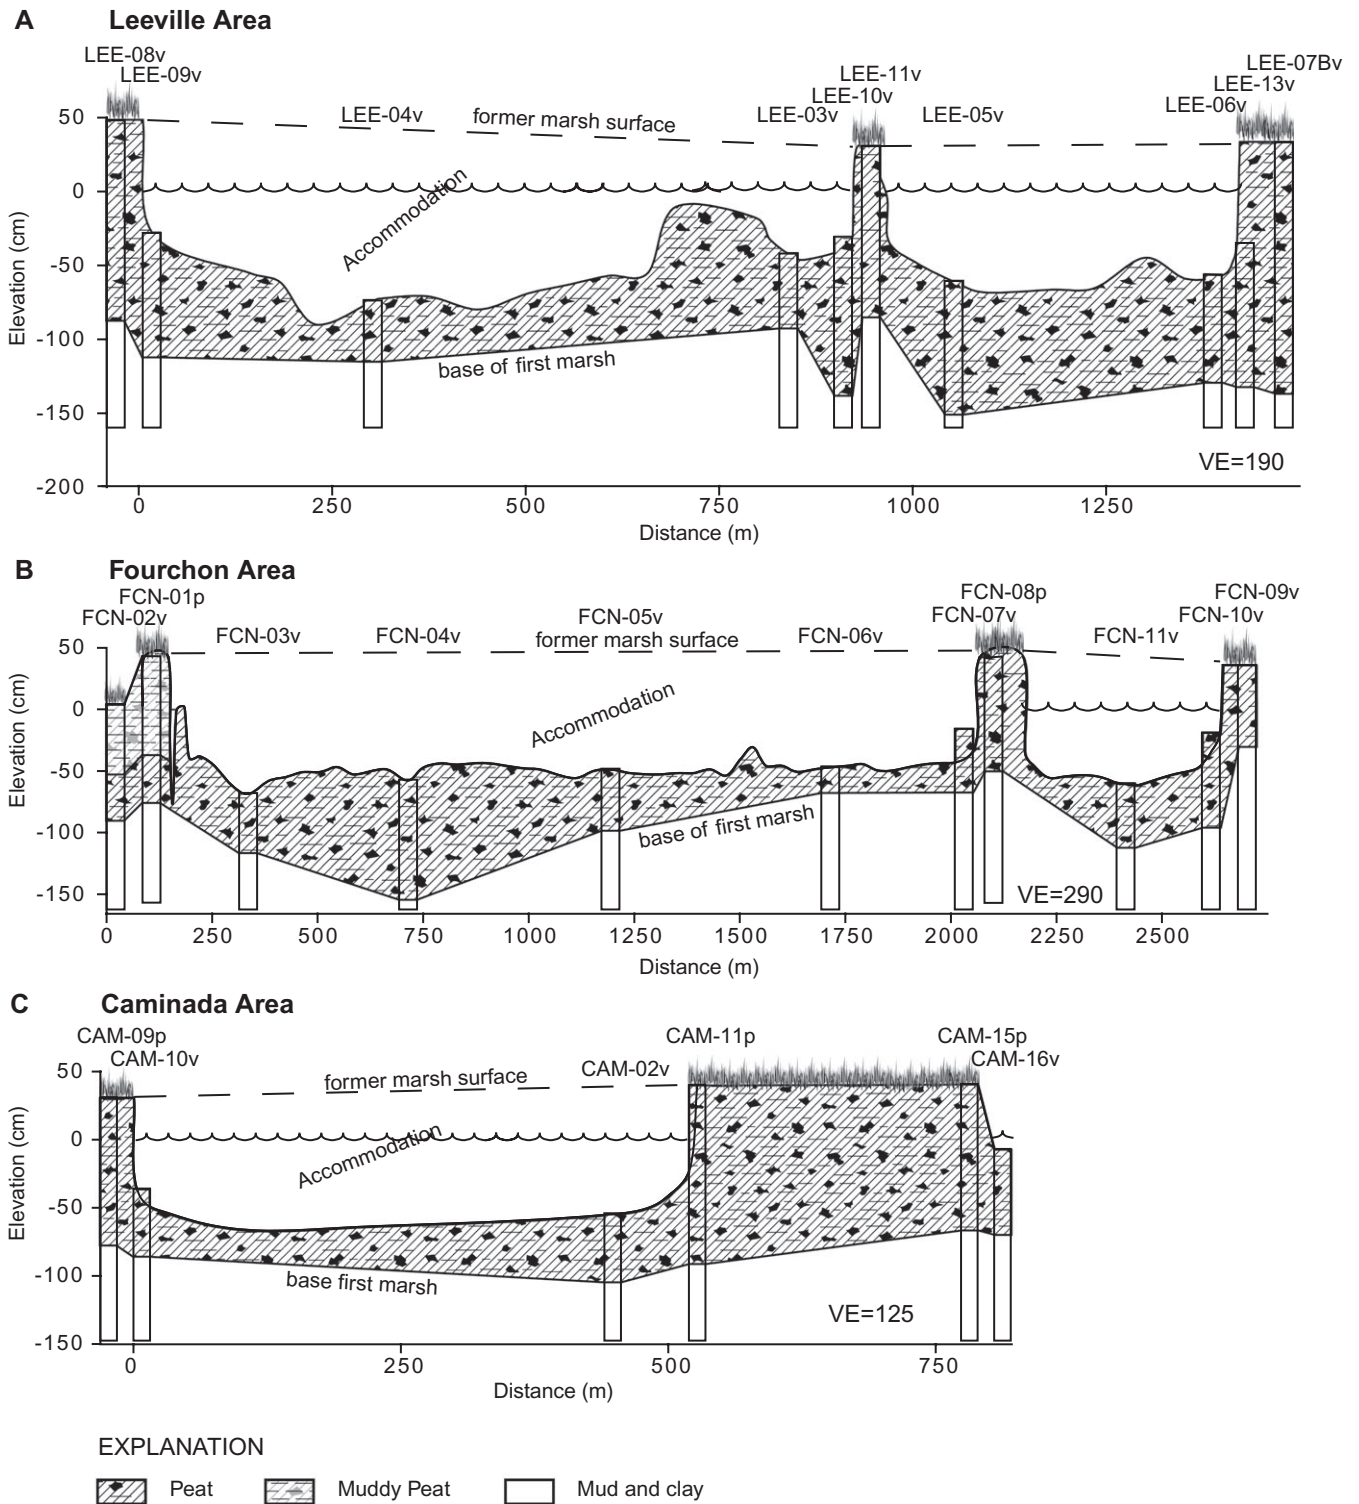 A Leeville Area
LEE-08v
LEE-09v
LEE-04v
former marsh surface
LEE-03v
LEE-11v
LEE-10v
LEE-05v
LEE-07Bv
LEE-13v
LEE-06v
Accommodation
base of first marsh
VE=190
Elevation (cm)
50
0
-50
-100
-150
-200
0 250 500 750 1000 1250
Distance (m)
B Fourchon Area
FCN-01p
FCN-02v
FCN-03v
FCN-04v
FCN-05v
former marsh surface
FCN-06v
FCN-08p
FCN-07v
FCN-11v
FCN-09v
FCN-10v
Accommodation
base of first marsh
VE=290
Elevation (cm)
50
0
-50
-100
-150
0 250 500 750 1000 1250 1500 1750 2000 2250 2500
Distance (m)
C Caminada Area
CAM-09p
CAM-10v
former marsh surface
CAM-02v
CAM-11p
CAM-15p
CAM-16v
Accommodation
base first marsh
VE=125
Elevation (cm)
50
0
-50
-100
-150
0 250 500 750
Distance (m)
EXPLANATION
Peat Muddy Peat Mud and clay